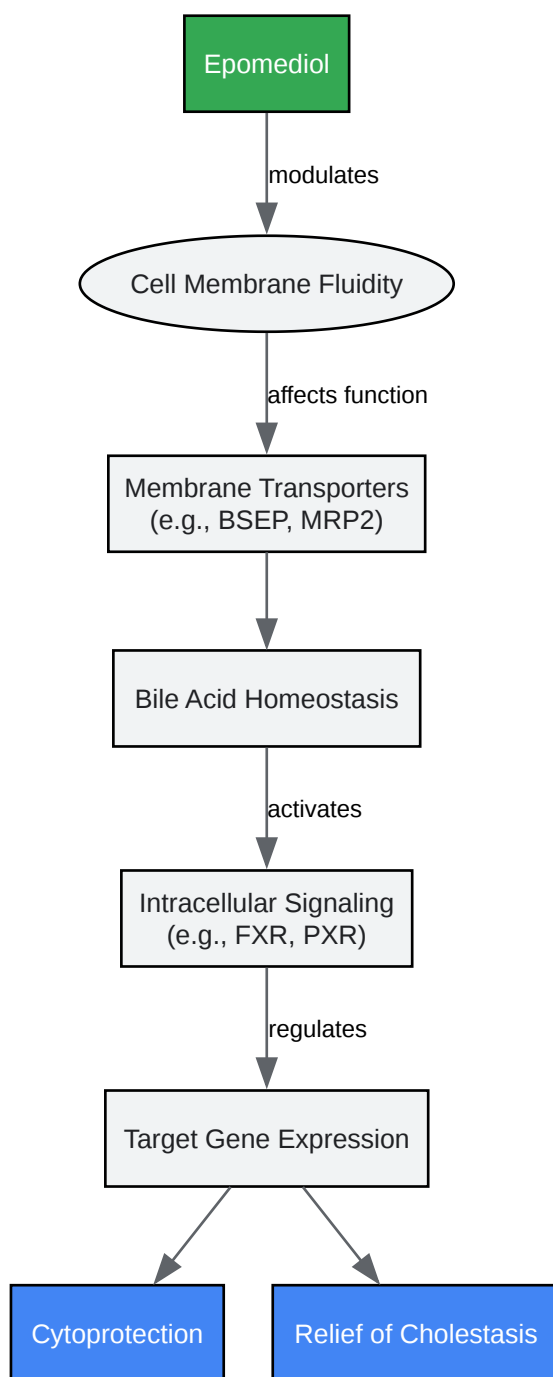 Epomediol
modulates
Cell Membrane Fluidity
affects function
Membrane Transporters
(e.g., BSEP, MRP2)
Bile Acid Homeostasis
activates
Intracellular Signaling
(e.g., FXR, PXR)
regulates
Target Gene Expression
Cytoprotection
Relief of Cholestasis